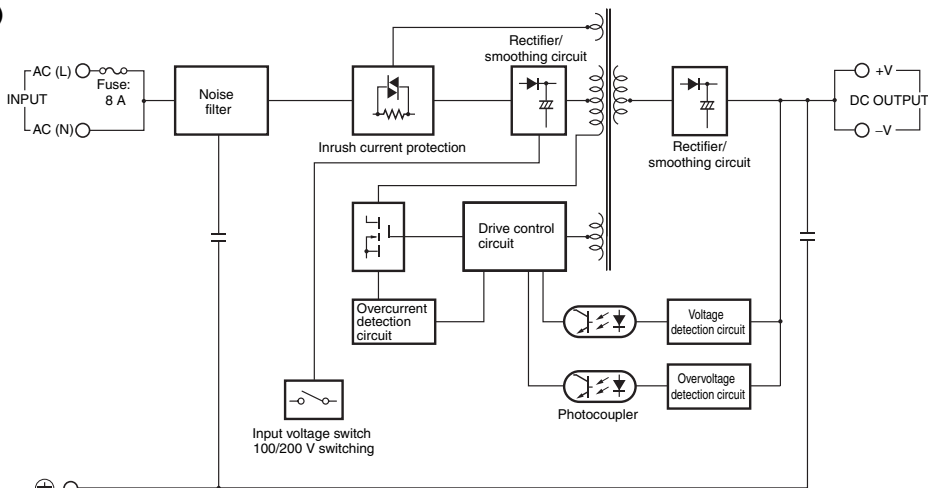 )
AC (L)
Fuse:
8 A
INPUT
AC (N)
Noise
filter
Inrush current protection
Rectifier/
smoothing circuit
Rectifier/
smoothing circuit
+V
DC OUTPUT
–V
Drive control
circuit
Overcurrent
detection
circuit
Voltage
detection circuit
Overvoltage
detection circuit
Photocoupler
Input voltage switch
100/200 V switching